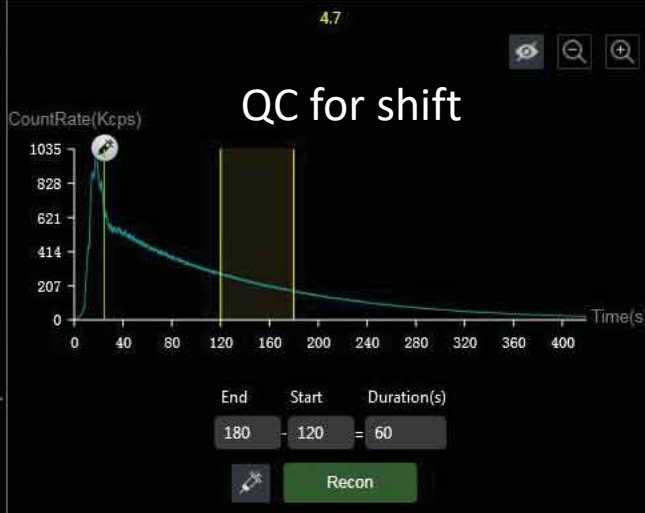 4.7
QC for shift
CountRate(Kcps)
1035
828
621
414
207
0
Time(s
0 40 80 120 160 200 240 280 320 360 400
End Start Duration(s)
180 - 120 = 60
Recon